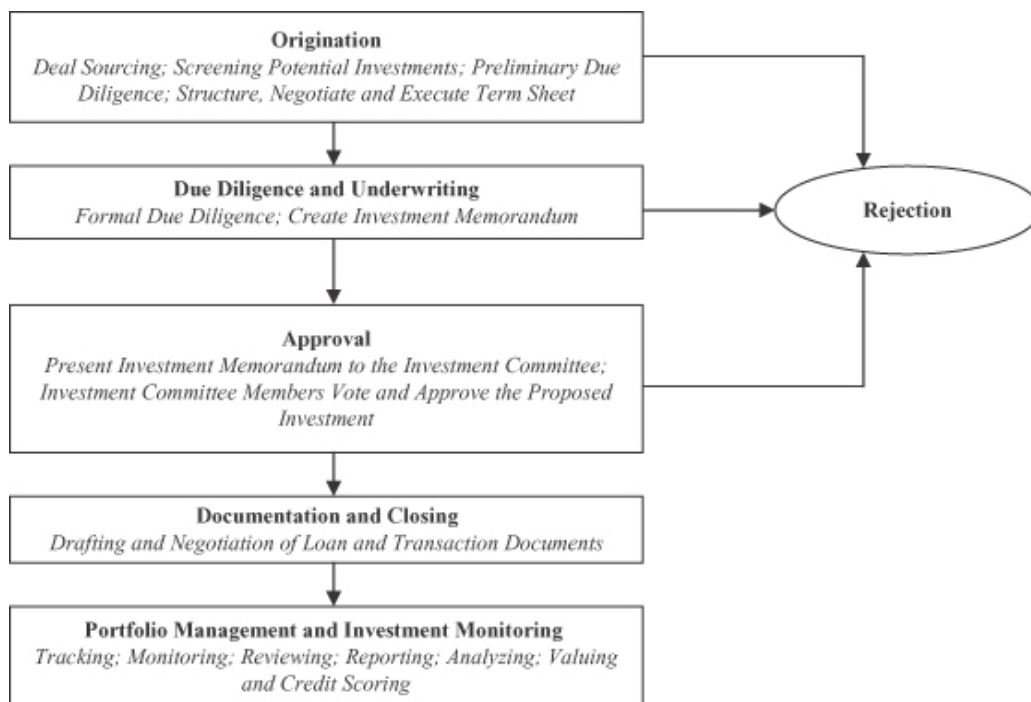 Origination
Deal Sourcing; Screening Potential Investments; Preliminary Due
Diligence; Structure, Negotiate and Execute Term Sheet
Due Diligence and Underwriting
Formal Due Diligence; Create Investment Memorandum
Rejection
Approval
Present Investment Memorandum to the Investment Committee;
Investment Committee Members Vote and Approve the Proposed
Investment
Documentation and Closing
Drafting and Negotiation of Loan and Transaction Documents
Portfolio Management and Investment Monitoring
Tracking; Monitoring; Reviewing; Reporting; Analyzing; Valuing
and Credit Scoring